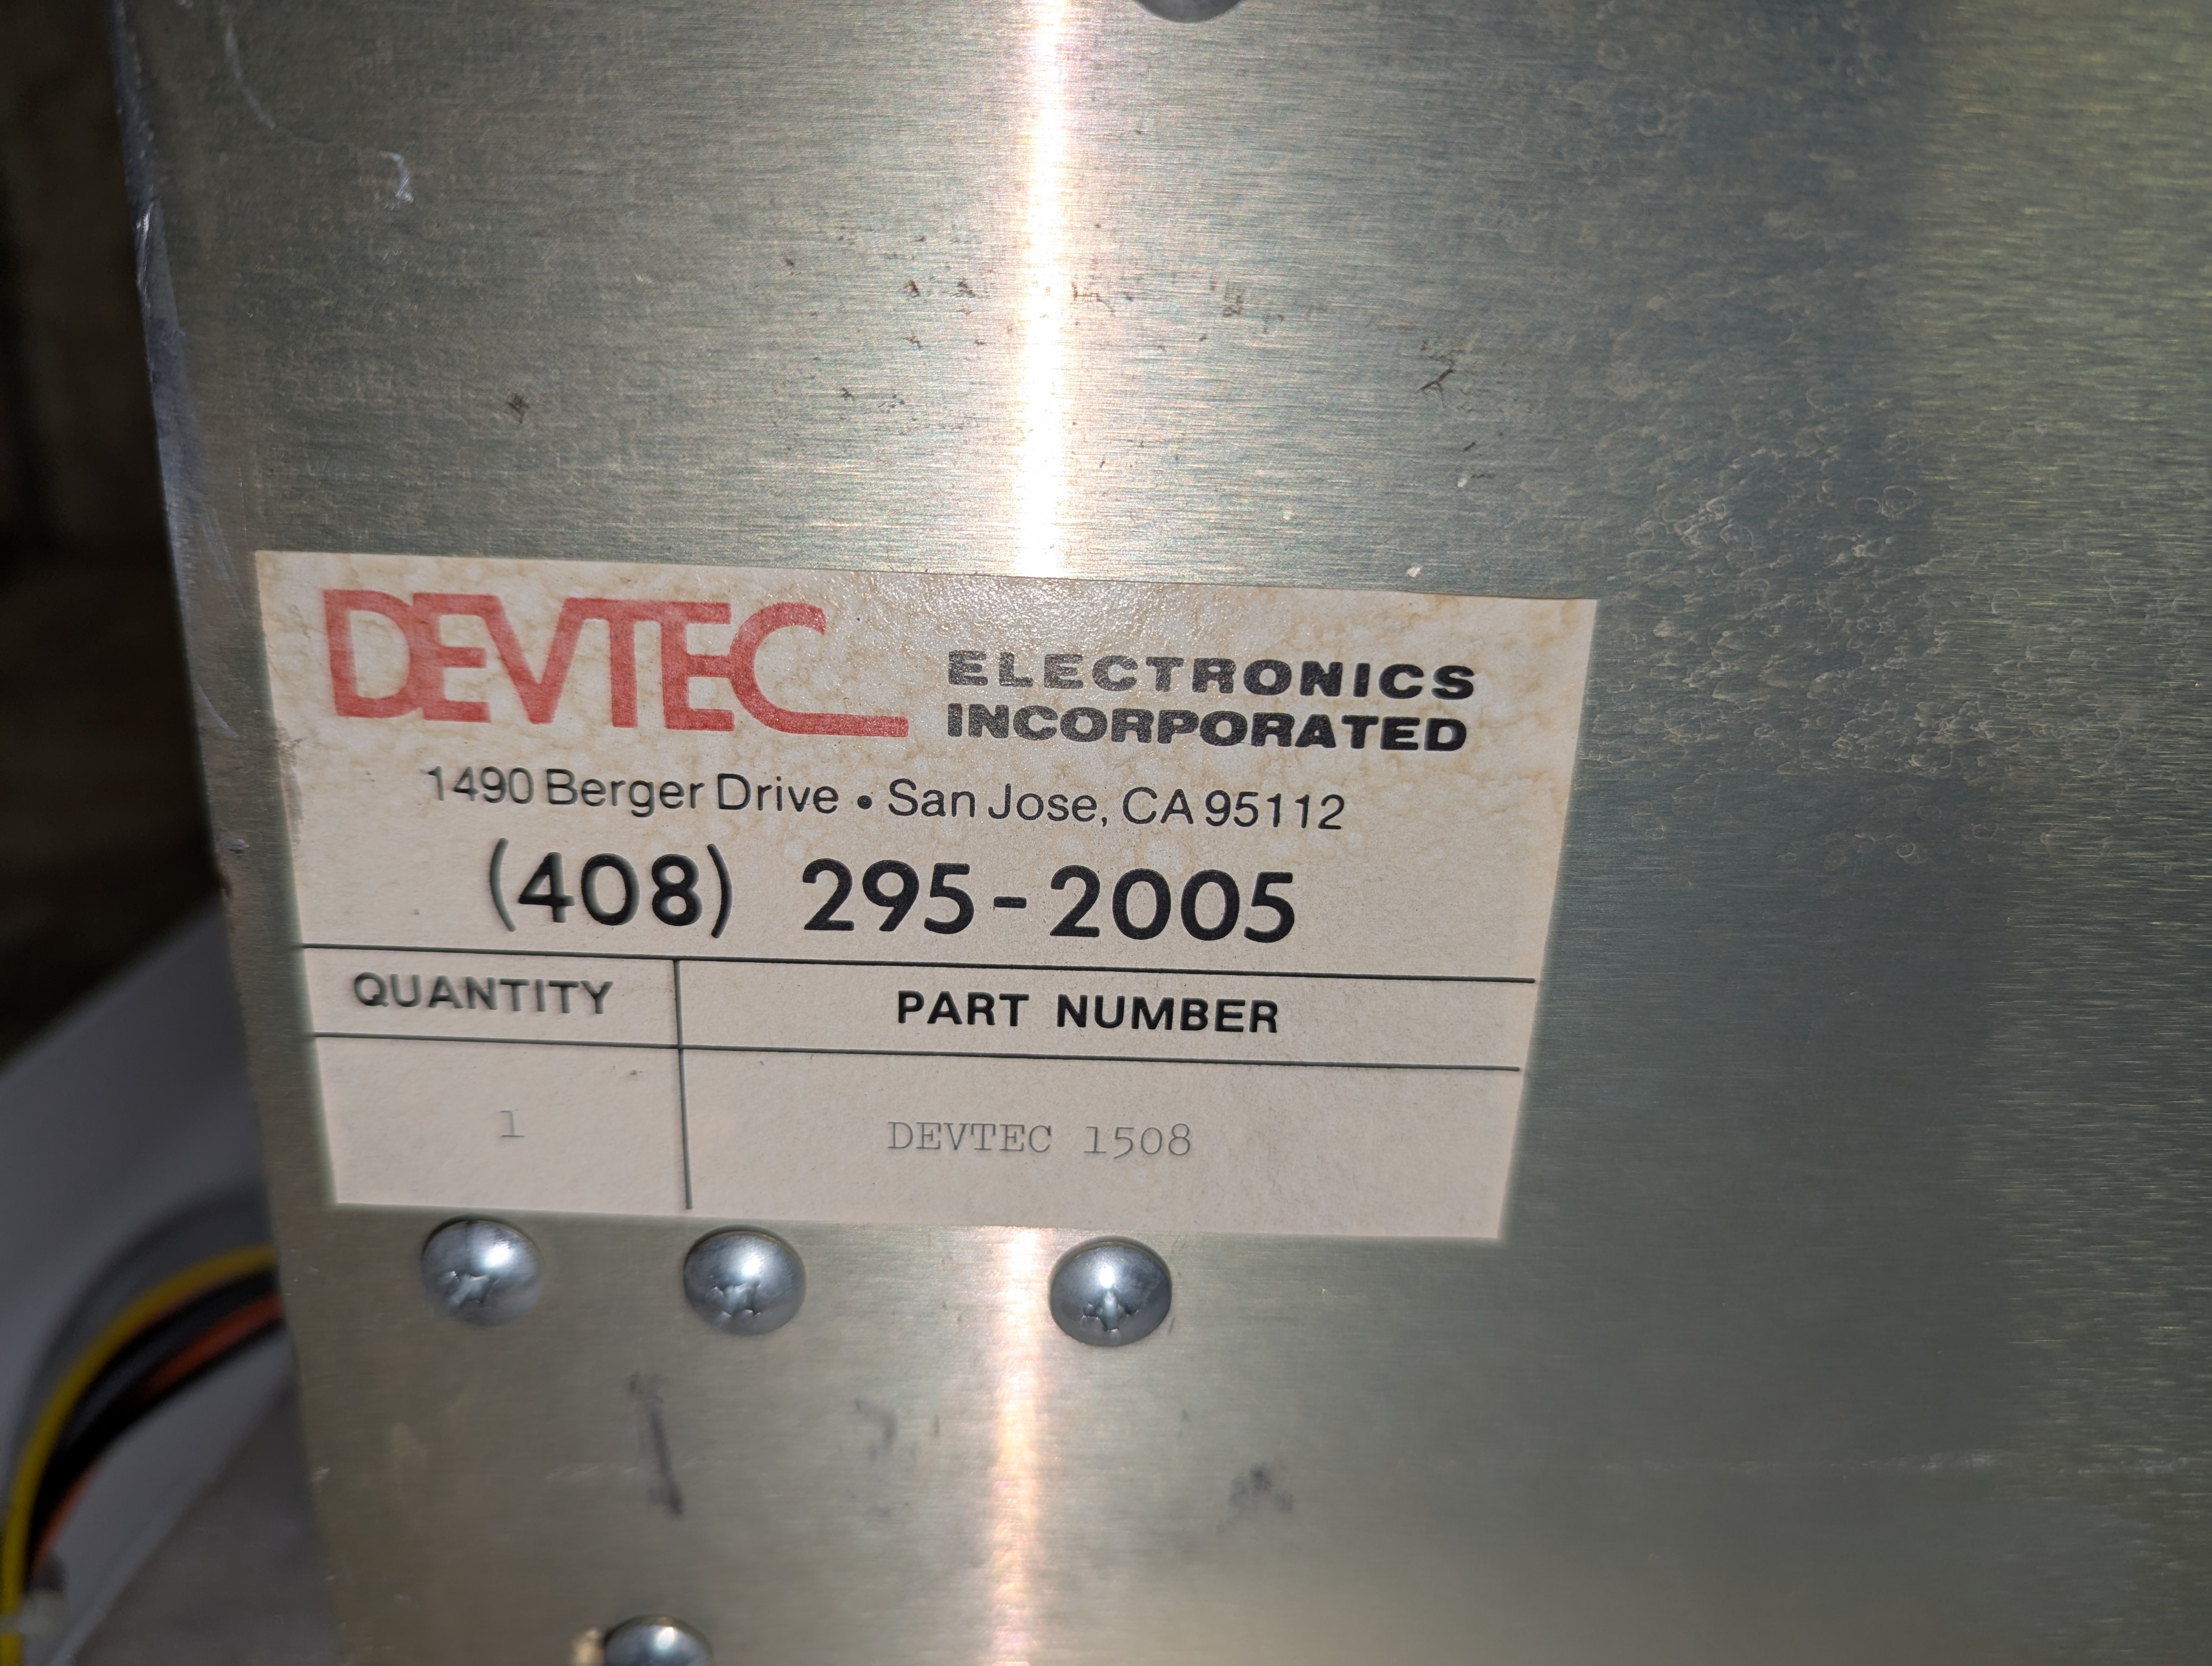 DEVTEC ELECTRONICS
INCORPORATED
1490 Berger Drive • San Jose, CA 95112
(408) 295-2005
QUANTITY PART NUMBER
1 DEVTEC 1508